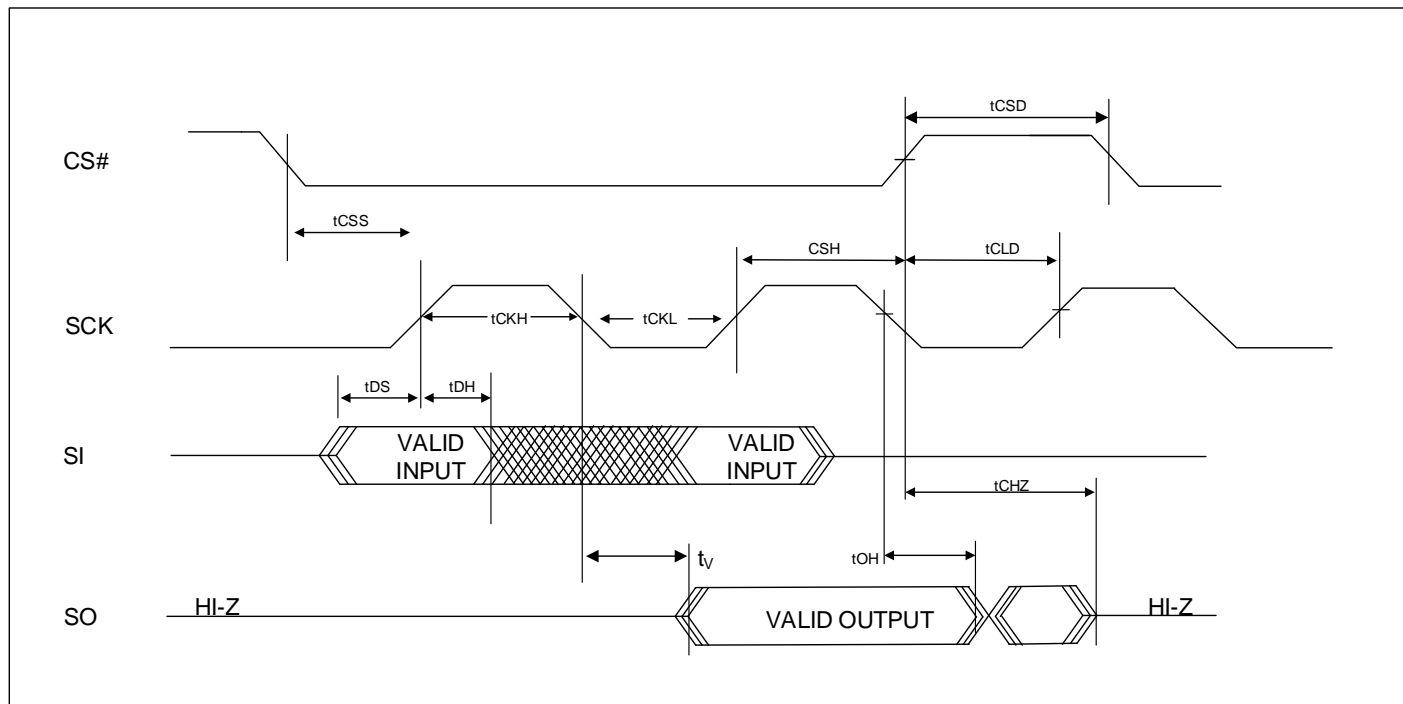 tCSD
CS#
tCSS
CSH
tCLD
SCK
tCKH
tCKL
tDS
tDH
SI
VALID
INPUT
VALID
INPUT
tCHZ
tV
tOH
SO
HI-Z
VALID OUTPUT
HI-Z